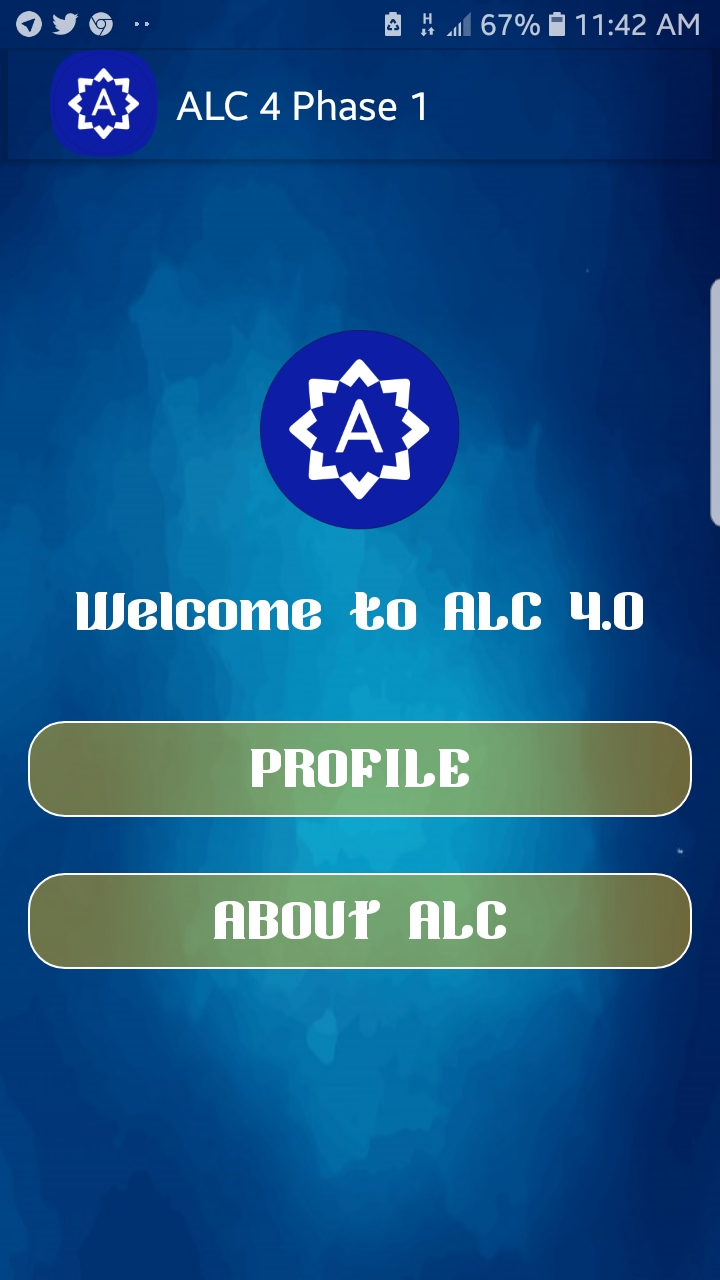 H 67% 11:42 AM
A ALC 4 Phase 1
A
Welcome to ALC 4.0
PROFILE
ABOUT ALC